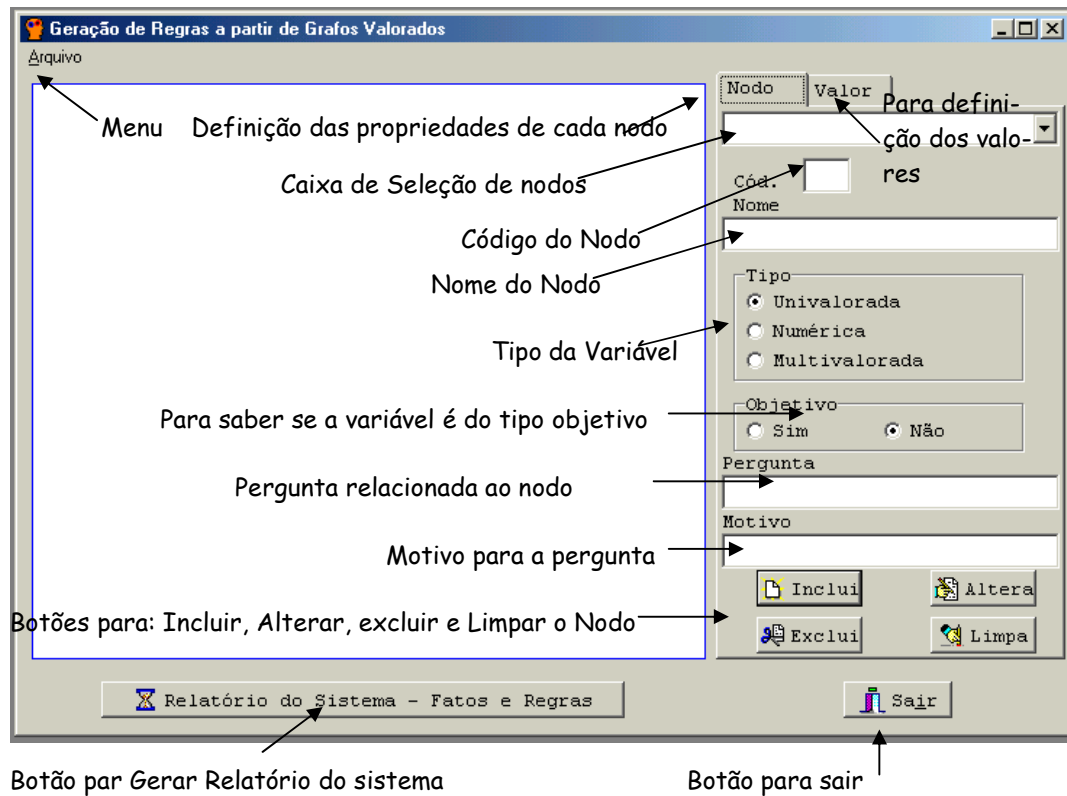 Geração de Regras a partir de Grafos Valorados
Arquivo
Nodo Valor
Menu Definição das propriedades de cada nodo
Para defini-
ção dos valo-
res
Caixa de Seleção de nodos
Cód.
Nome
Código do Nodo
Nome do Nodo
Tipo
Univalorada
Numérica
Multivalorada
Tipo da Variável
Objetivo
Sim Não
Para saber se a variável é do tipo objetivo
Pergunta
Pergunta relacionada ao nodo
Motivo
Motivo para a pergunta
Inclui Altera
Botões para: Incluir, Alterar, excluir e Limpar o Nodo
Exclui Limpa
Relatório do Sistema - Fatos e Regras
Sair
Botão par Gerar Relatório do sistema
Botão para sair